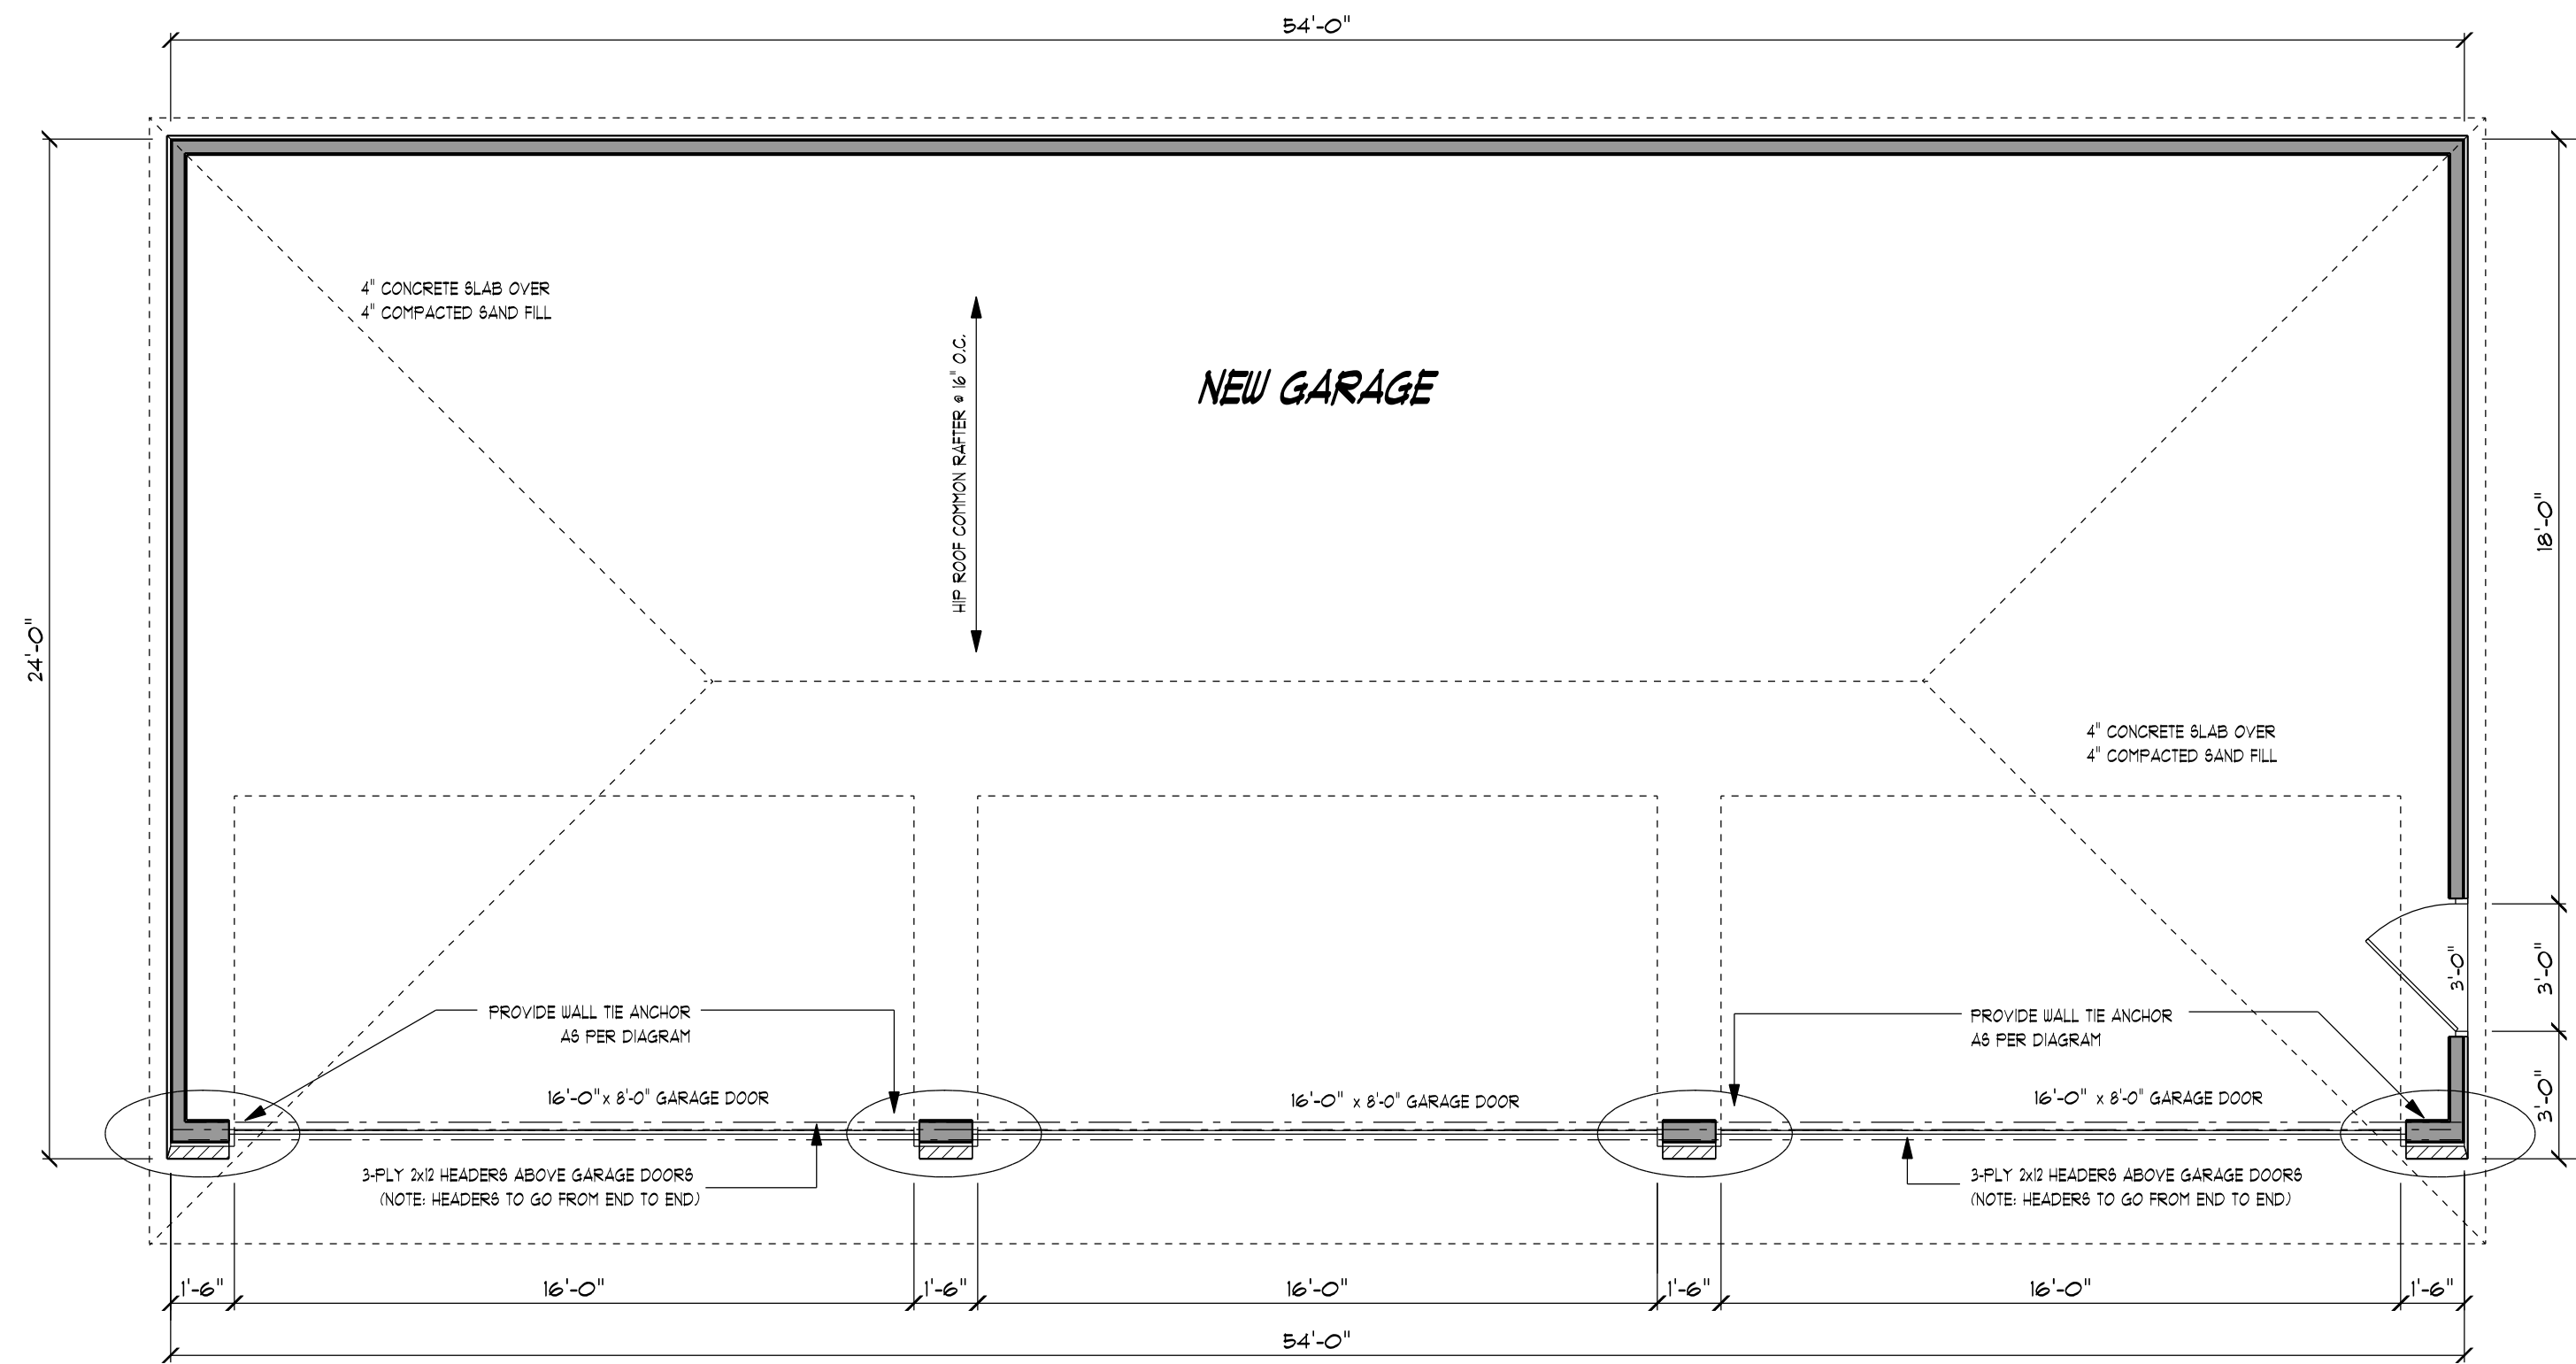 54'-0"
4" CONCRETE SLAB OVER
4" COMPACTED SAND FILL
HIP ROOF COMMON RAFTER @ 16" O.C.
NEW GARAGE
18'-0"
24'-0"
4" CONCRETE SLAB OVER
4" COMPACTED SAND FILL
3'-0"
3'-0"
PROVIDE WALL TIE ANCHOR
AS PER DIAGRAM
PROVIDE WALL TIE ANCHOR
AS PER DIAGRAM
3'-0"
16'-0" x 8'-0" GARAGE DOOR
16'-0" x 8'-0" GARAGE DOOR
16'-0" x 8'-0" GARAGE DOOR
3-PLY 2x12 HEADERS ABOVE GARAGE DOORS
(NOTE: HEADERS TO GO FROM END TO END)
3-PLY 2x12 HEADERS ABOVE GARAGE DOORS
(NOTE: HEADERS TO GO FROM END TO END)
1'-6"
16'-0"
1'-6"
16'-0"
1'-6"
16'-0"
1'-6"
54'-0"